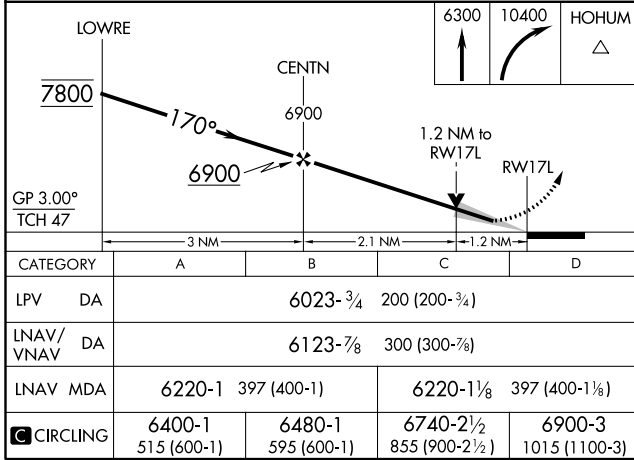 6300 10400 HOHUM
LOWRE
CENTN
7800
6900
170°
1.2 NM to
RW17L
RW17L
6900
GP 3.00°
TCH 47
3 NM 2.1 NM 1.2 NM
CATEGORY A B C D
LPV DA 6023-¾ 200 (200-¾)
LNAV/
VNAV DA 6123-⅞ 300 (300-⅞)
LNAV MDA 6220-1 397 (400-1) 6220-1⅛ 397 (400-1⅛)
C CIRCLING 6400-1 6480-1 6740-2½ 6900-3
515 (600-1) 595 (600-1) 855 (900-2½) 1015 (1100-3)